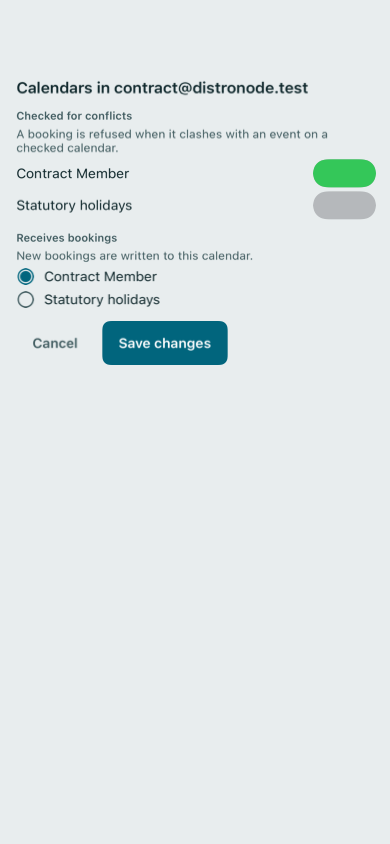 Calendars in contract@distronode.test
Checked for conflicts
A booking is refused when it clashes with an event on a
checked calendar.
Contract Member
Statutory holidays
Receives bookings
New bookings are written to this calendar.
Contract Member
Statutory holidays
Cancel
Save changes